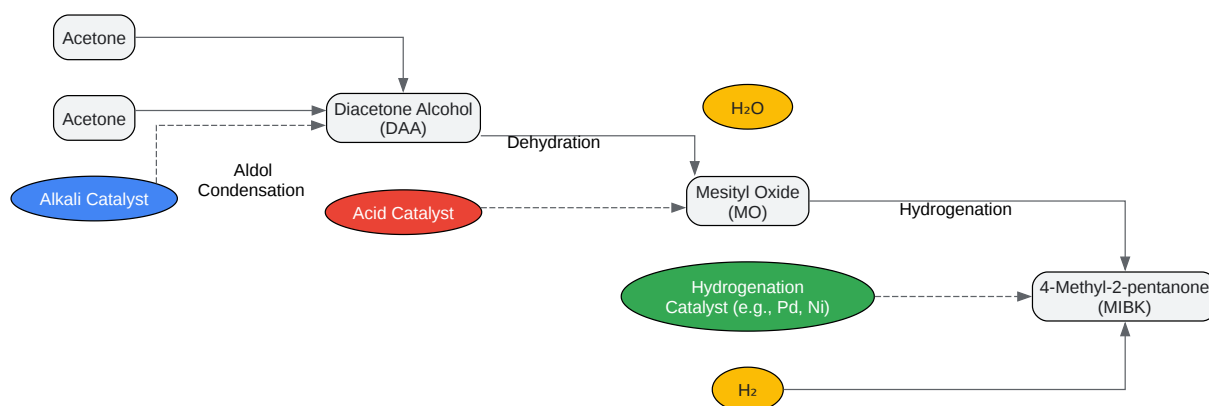 Acetone
Acetone
Alkali Catalyst
Aldol
Condensation
Diacetone Alcohol
(DAA)
Dehydration
Acid Catalyst
H₂O
Mesityl Oxide
(MO)
Hydrogenation
Hydrogenation
Catalyst (e.g., Pd, Ni)
H₂
4-Methyl-2-pentanone
(MIBK)